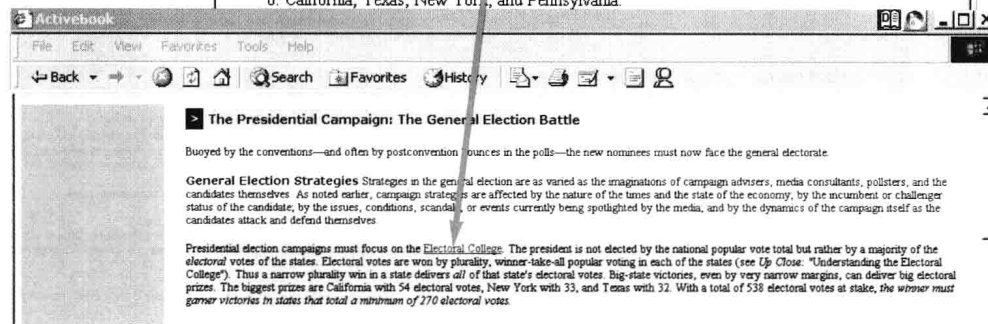 b. California, Texas, New York, and Pennsylvania.
Activebook
File Edit View Favorites Tools Help
Back Search Favorites History
> The Presidential Campaign: The General Election Battle
Buoyed by the conventions—and often by postconvention bounces in the polls—the new nominees must now face the general electorate.
General Election Strategies Strategies in the general election are as varied as the imaginations of campaign advisers, media consultants, pollsters, and the
candidates themselves. As noted earlier, campaign strategies are affected by the nature of the times and the state of the economy; by the incumbent or challenger
status of the candidate; by the issues, conditions, scandals, or events currently being spotlighted by the media; and by the dynamics of the campaign itself as the
candidates attack and defend themselves.
Presidential election campaigns must focus on the Electoral College. The president is not elected by the national popular vote total but rather by a majority of the
electoral votes of the states. Electoral votes are won by plurality, winner-take-all popular voting in each of the states (see Up Close: "Understanding the Electoral
College"). Thus a narrow plurality win in a state delivers all of that state's electoral votes. Big-state victories, even by very narrow margins, can deliver big electoral
prizes. The biggest prizes are California with 54 electoral votes, New York with 33, and Texas with 32. With a total of 538 electoral votes at stake, the winner must
garner victories in states that total a minimum of 270 electoral votes.